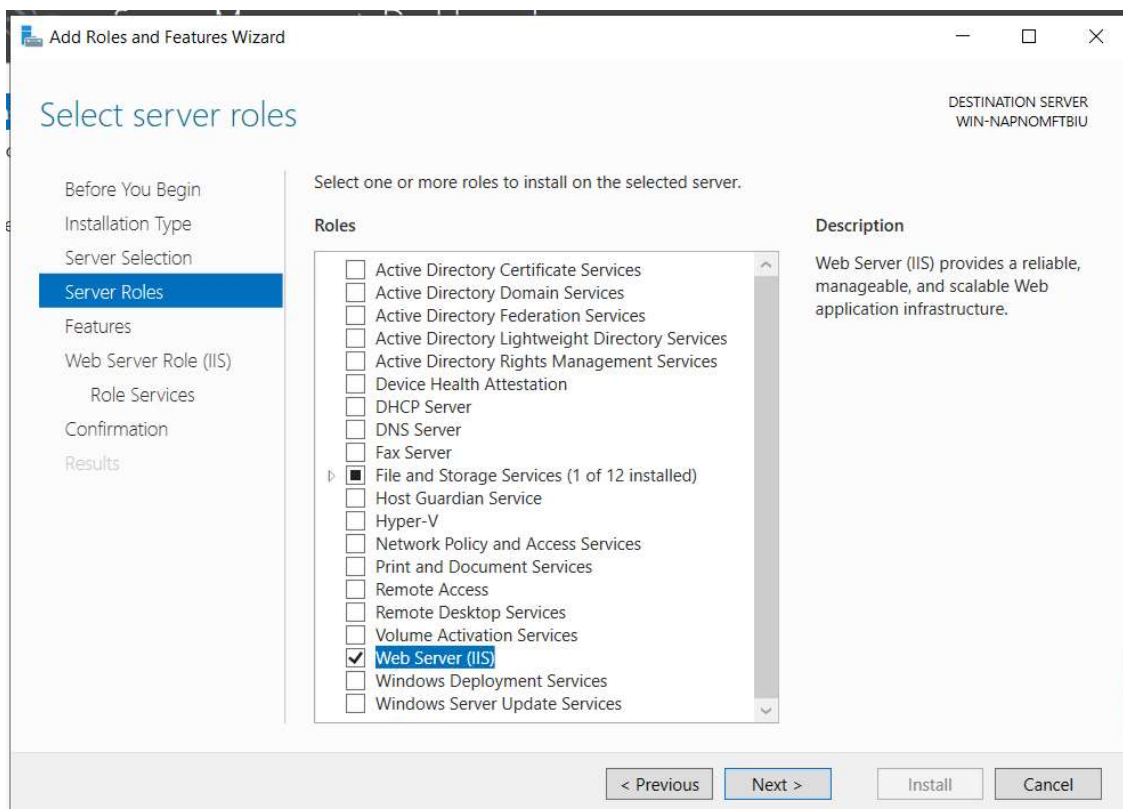 Add Roles and Features Wizard
Select server roles
DESTINATION SERVER
WIN-NAPNOMFTBIU
Before You Begin
Installation Type
Server Selection
Server Roles
Features
Web Server Role (IIS)
Role Services
Confirmation
Results
Select one or more roles to install on the selected server.
Roles
Active Directory Certificate Services
Active Directory Domain Services
Active Directory Federation Services
Active Directory Lightweight Directory Services
Active Directory Rights Management Services
Device Health Attestation
DHCP Server
DNS Server
Fax Server
File and Storage Services (1 of 12 installed)
Host Guardian Service
Hyper-V
Network Policy and Access Services
Print and Document Services
Remote Access
Remote Desktop Services
Volume Activation Services
Web Server (IIS)
Windows Deployment Services
Windows Server Update Services
Description
Web Server (IIS) provides a reliable,
manageable, and scalable Web
application infrastructure.
< Previous
Next >
Install
Cancel